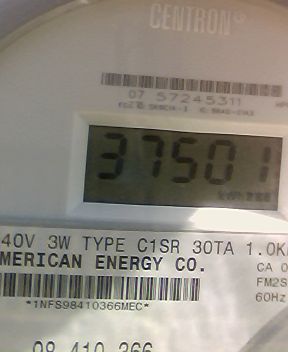 CENTRON®
07 57245311
37501
40V 3W TYPE C1SR 30TA 1.0K
MERICAN ENERGY CO.
CA 0
FM2S
60Hz
*1NFS98410366MEC*
98 410 366